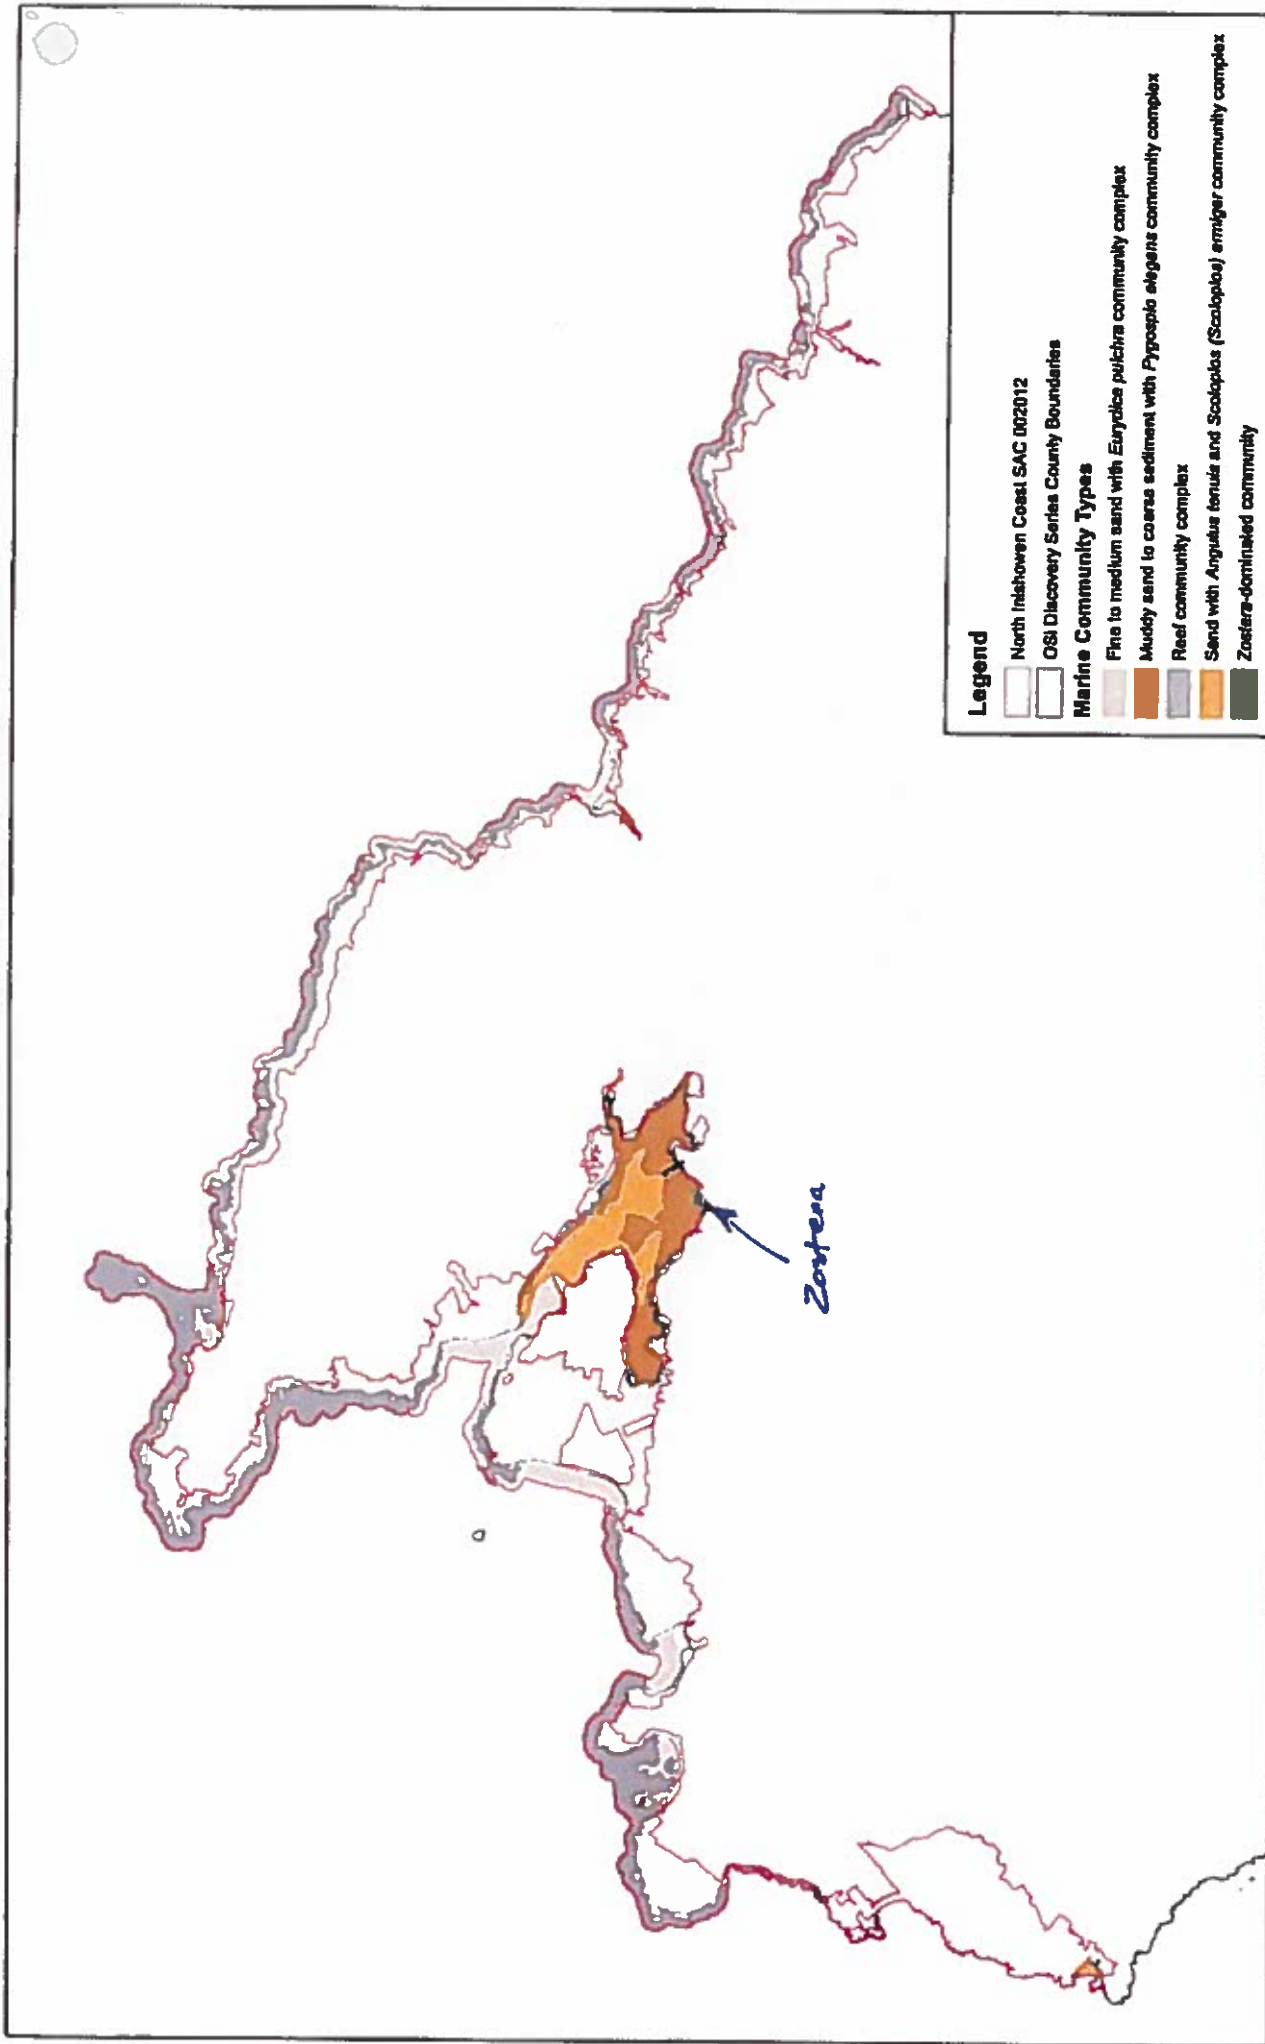 Legend
North Inishowen Coast SAC 002012
OSI Discovery Series County Boundaries
Marine Community Types
Fine to medium sand with Eurydice pulchra community complex
Muddy sand to coarse sediment with Pygospio elegans community complex
Reef community complex
Sand with Angulus tenuis and Scoloplos (Scoloplos) armiger community complex
Zostera-dominated community
Zostera